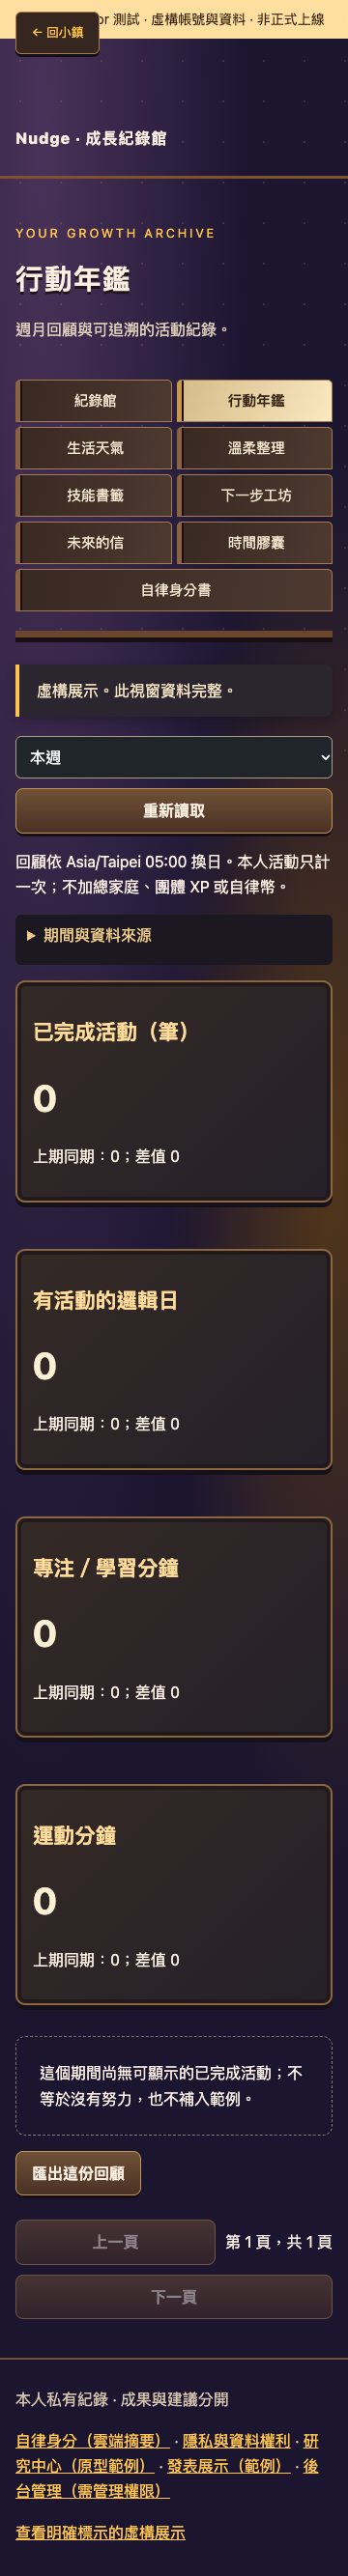 ← 回小鎮
or 測試 · 虛構帳號與資料 · 非正式上線
Nudge · 成長紀錄館
YOUR GROWTH ARCHIVE
行動年鑑
週月回顧與可追溯的活動紀錄。
紀錄館
行動年鑑
生活天氣
溫柔整理
技能書籤
下一步工坊
未來的信
時間膠囊
自律身分書
虛構展示。此視窗資料完整。
本週
重新讀取
回顧依 Asia/Taipei 05:00 換日。本人活動只計
一次；不加總家庭、團體 XP 或自律幣。
▶ 期間與資料來源
已完成活動（筆）
0
上期同期：0；差值 0
有活動的邏輯日
0
上期同期：0；差值 0
專注 / 學習分鐘
0
上期同期：0；差值 0
運動分鐘
0
上期同期：0；差值 0
這個期間尚無可顯示的已完成活動；不
等於沒有努力，也不補入範例。
匯出這份回顧
上一頁
第 1 頁，共 1 頁
下一頁
本人私有紀錄 · 成果與建議分開
自律身分（雲端摘要） · 隱私與資料權利 · 研
究中心（原型範例） · 發表展示（範例） · 後
台管理（需管理權限）
查看明確標示的虛構展示